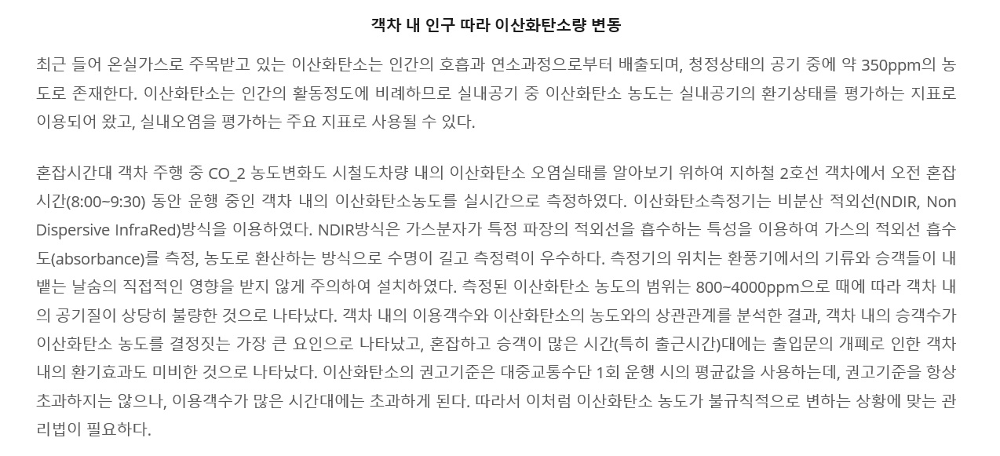 객차 내 인구 따라 이산화탄소량 변동
최근 들어 온실가스로 주목받고 있는 이산화탄소는 인간의 호흡과 연소과정으로부터 배출되며, 청정상태의 공기 중에 약 350ppm의 농
도로 존재한다. 이산화탄소는 인간의 활동정도에 비례하므로 실내공기 중 이산화탄소 농도는 실내공기의 환기상태를 평가하는 지표로
이용되어 왔고, 실내오염을 평가하는 주요 지표로 사용될 수 있다.
혼잡시간대 객차 주행 중 CO_2 농도변화도 시철도차량 내의 이산화탄소 오염실태를 알아보기 위하여 지하철 2호선 객차에서 오전 혼잡
시간(8:00~9:30) 동안 운행 중인 객차 내의 이산화탄소농도를 실시간으로 측정하였다. 이산화탄소측정기는 비분산 적외선(NDIR, Non
Dispersive InfraRed)방식을 이용하였다. NDIR방식은 가스분자가 특정 파장의 적외선을 흡수하는 특성을 이용하여 가스의 적외선 흡수
도(absorbance)를 측정, 농도로 환산하는 방식으로 수명이 길고 측정력이 우수하다. 측정기의 위치는 환풍기에서의 기류와 승객들이 내
뱉는 날숨의 직접적인 영향을 받지 않게 주의하여 설치하였다. 측정된 이산화탄소 농도의 범위는 800~4000ppm으로 때에 따라 객차 내
의 공기질이 상당히 불량한 것으로 나타났다. 객차 내의 이용객수와 이산화탄소의 농도와의 상관관계를 분석한 결과, 객차 내의 승객수가
이산화탄소 농도를 결정짓는 가장 큰 요인으로 나타났고, 혼잡하고 승객이 많은 시간(특히 출근시간)대에는 출입문의 개폐로 인한 객차
내의 환기효과도 미비한 것으로 나타났다. 이산화탄소의 권고기준은 대중교통수단 1회 운행 시의 평균값을 사용하는데, 권고기준을 항상
초과하지는 않으나, 이용객수가 많은 시간대에는 초과하게 된다. 따라서 이처럼 이산화탄소 농도가 불규칙적으로 변하는 상황에 맞는 관
리법이 필요하다.